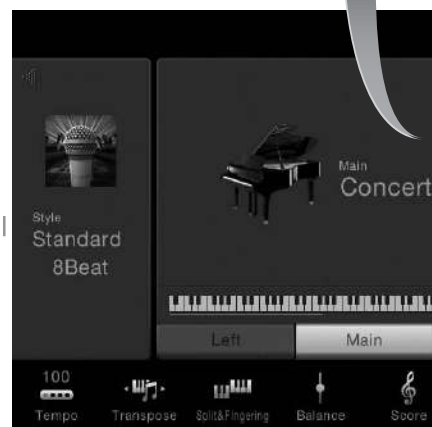 Style
Standard
8Beat
Main
Concert
Left
Main
100
Tempo
Transpose
Split&Fingering
Balance
Score